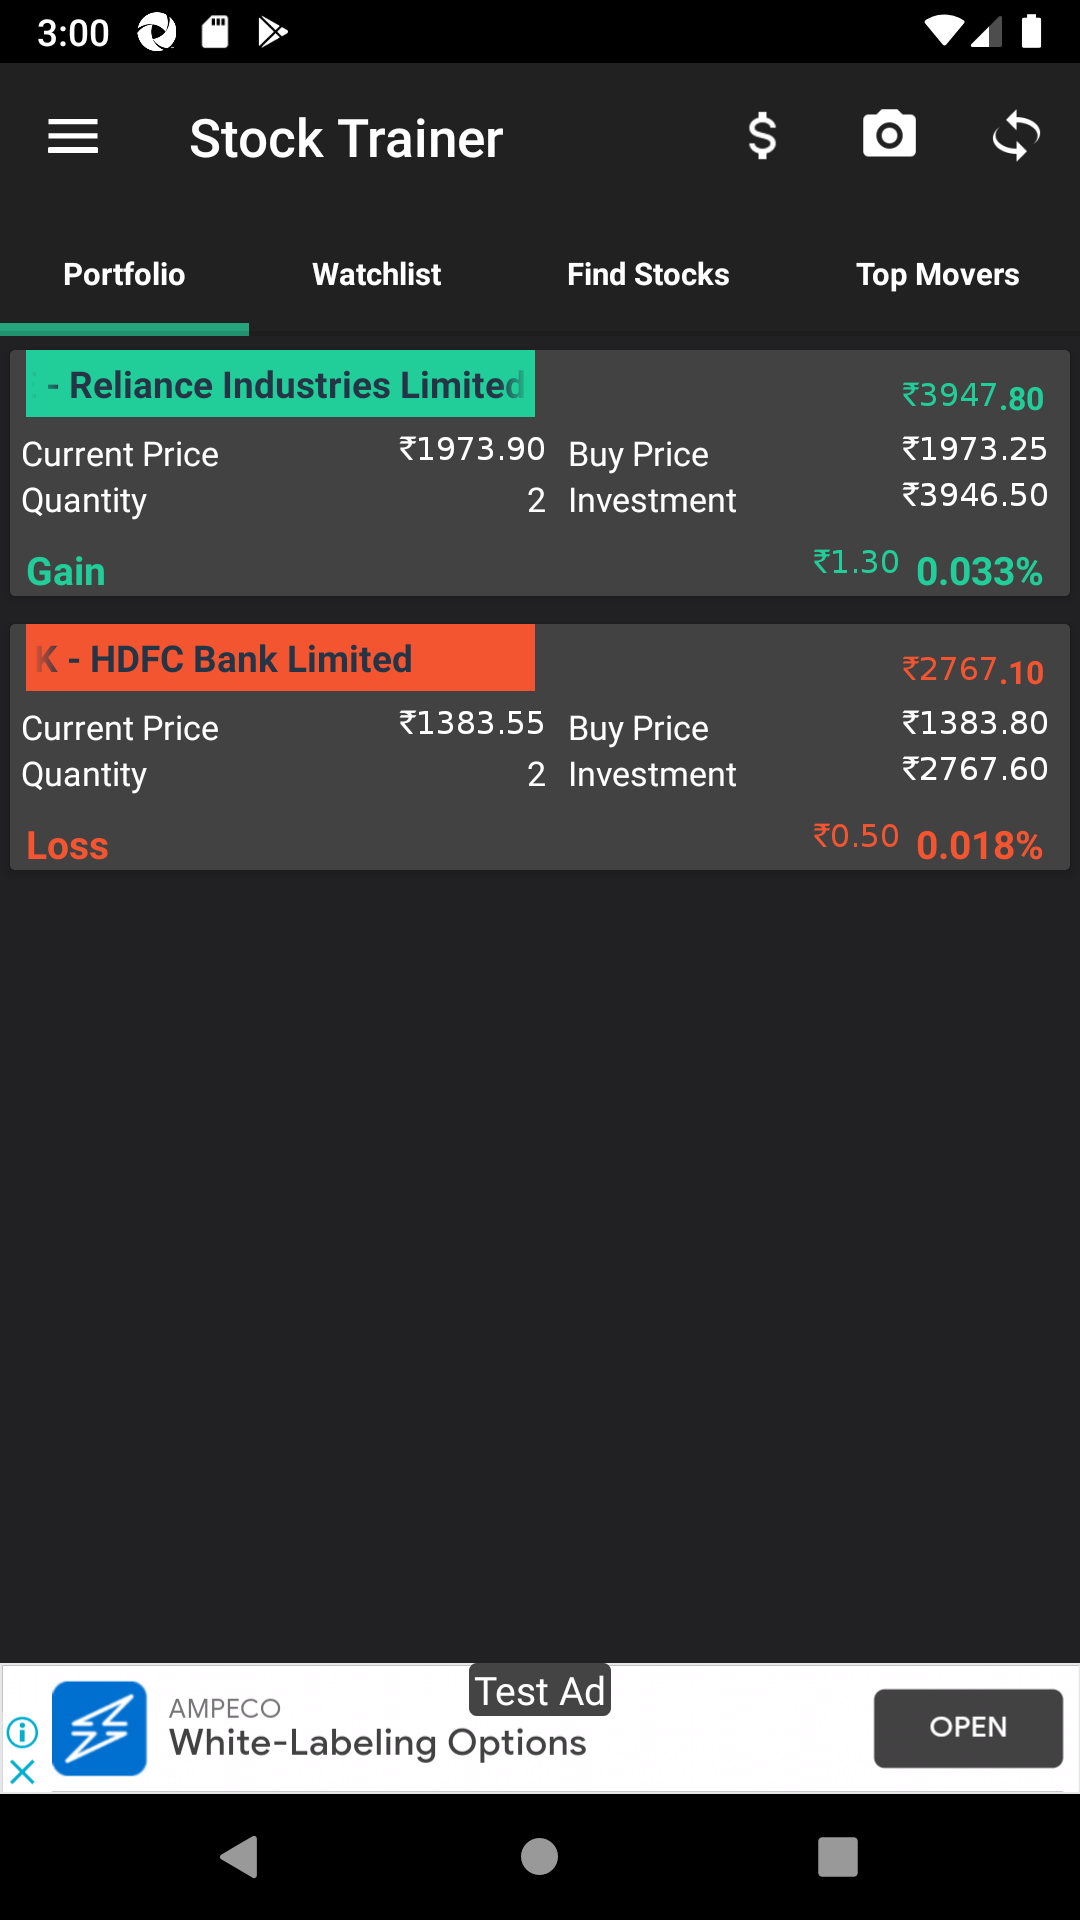 3:00
Stock Trainer
Portfolio Watchlist Find Stocks Top Movers
- Reliance Industries Limited ₹3947.80
Current Price ₹1973.90 Buy Price ₹1973.25
Quantity 2 Investment ₹3946.50
Gain ₹1.30 0.033%
K - HDFC Bank Limited ₹2767.10
Current Price ₹1383.55 Buy Price ₹1383.80
Quantity 2 Investment ₹2767.60
Loss ₹0.50 0.018%
Test Ad
AMPECO
White-Labeling Options
OPEN